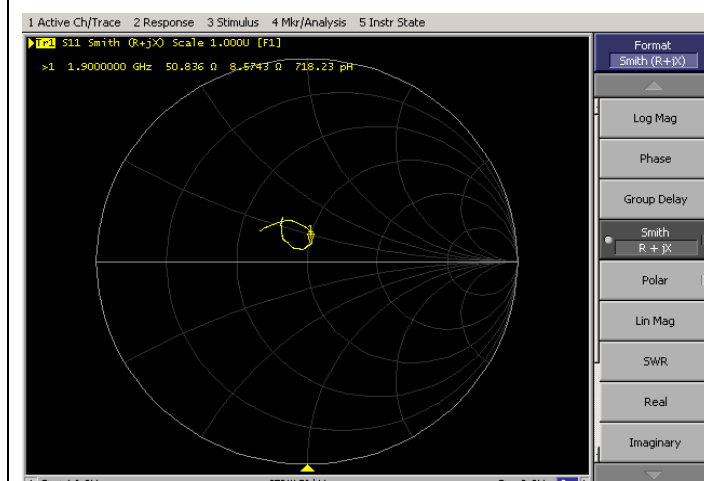 1 Active Ch/Trace 2 Response 3 Stimulus 4 Mkr/Analysis 5 Instr State
Tr1 S11 Smith (R+jX) Scale 1.000U [F1]
>1 1.9000000 GHz 50.836 Ω 8.5743 Ω 718.23 pH
1
Format
Smith (R+jX)
Log Mag
Phase
Group Delay
Smith
R + jX
Polar
Lin Mag
SWR
Real
Imaginary